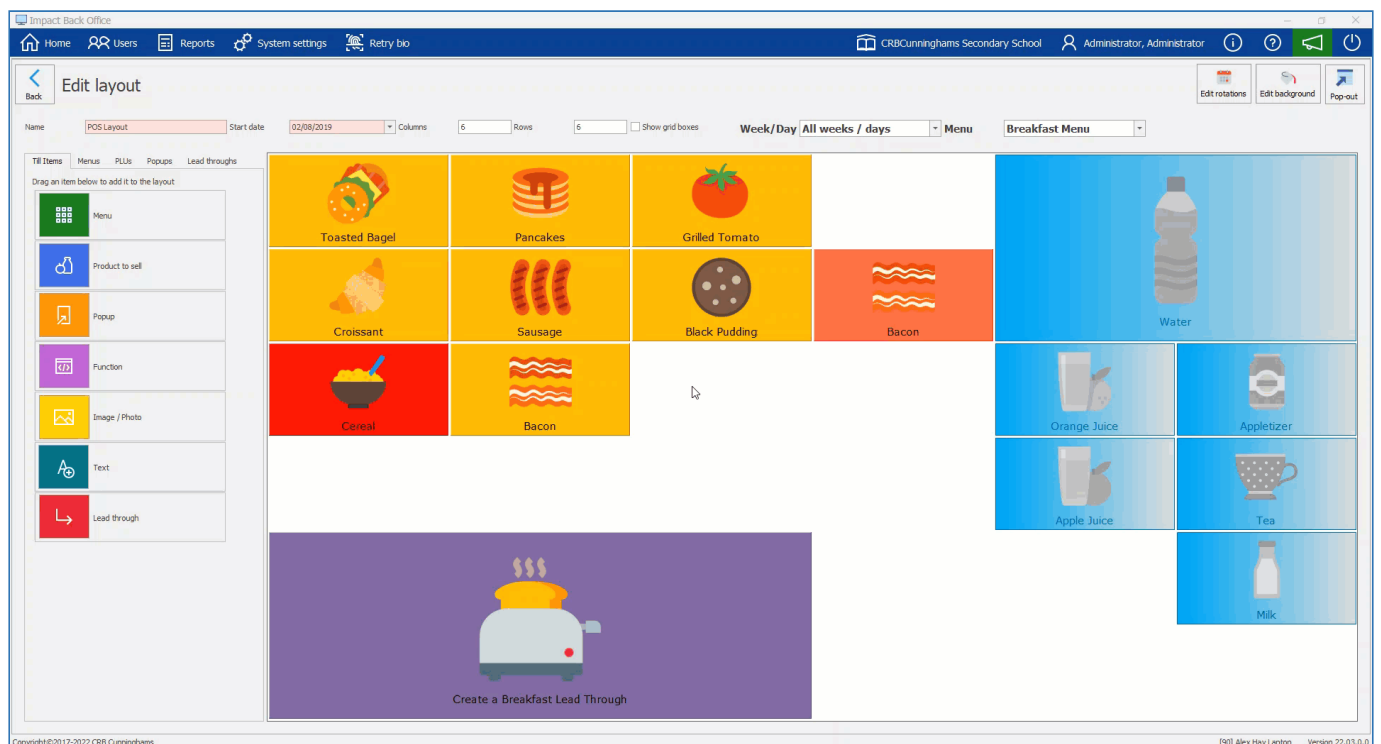 Impact Back Office
Home Users Reports System settings Retry bio CRBCunninghams Secondary School Administrator, Administrator
Back Edit layout Edit rotations Edit background Pop-out
Name POS Layout Start date 02/08/2019 Columns 6 Rows 6 Show grid boxes Week/Day All weeks / days Menu Breakfast Menu
Till Items Menus PLUs Popups Lead throughs
Drag an item below to add it to the layout
Menu
Product to sell
Popup
Function
Image / Photo
Text
Lead through
Toasted Bagel Pancakes Grilled Tomato
Water
Croissant Sausage Black Pudding Bacon
Cereal Bacon Orange Juice Appletizer
Apple Juice Tea
Milk
Create a Breakfast Lead Through
Copyright©2017-2022 CRB Cunninghams [90] Alex Hay Laptop Version 22.03.0.0